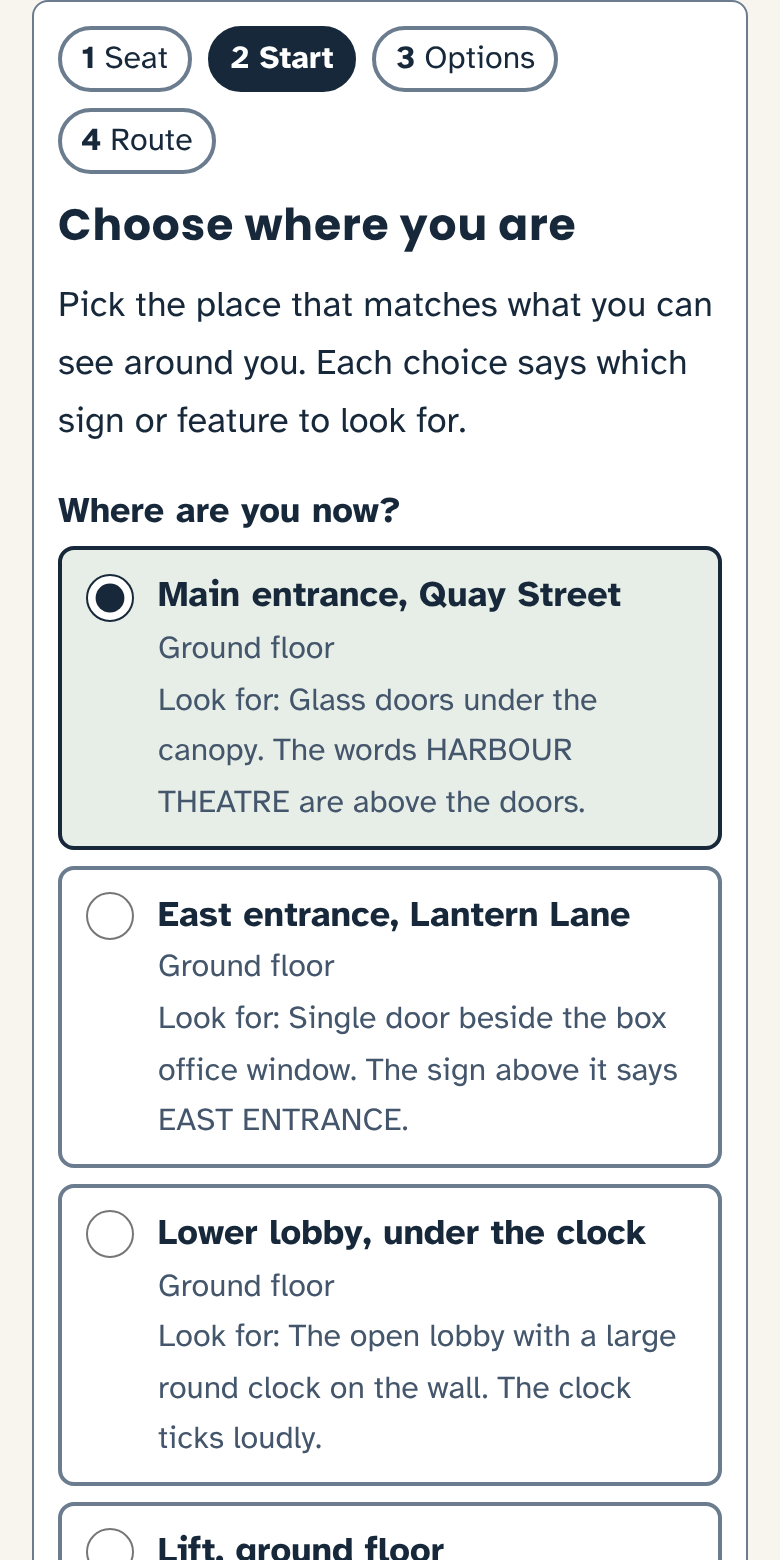 1 Seat
2 Start
3 Options
4 Route
Choose where you are
Pick the place that matches what you can
see around you. Each choice says which
sign or feature to look for.
Where are you now?
Main entrance, Quay Street
Ground floor
Look for: Glass doors under the
canopy. The words HARBOUR
THEATRE are above the doors.
East entrance, Lantern Lane
Ground floor
Look for: Single door beside the box
office window. The sign above it says
EAST ENTRANCE.
Lower lobby, under the clock
Ground floor
Look for: The open lobby with a large
round clock on the wall. The clock
ticks loudly.
Lift, ground floor